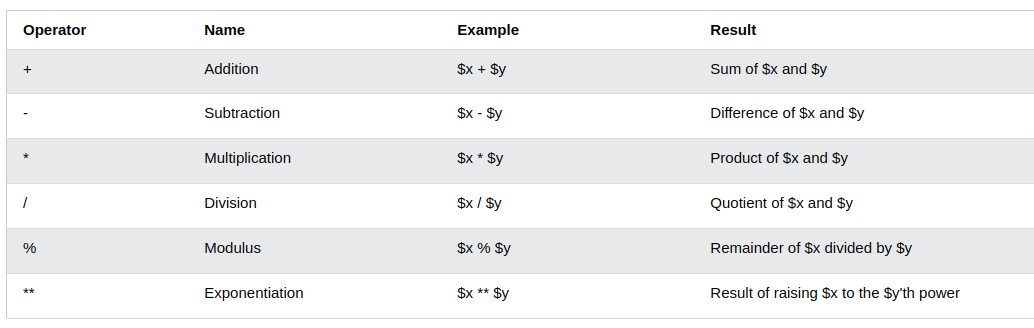 Operator Name Example Result
+ Addition $x + $y Sum of $x and $y
- Subtraction $x - $y Difference of $x and $y
* Multiplication $x * $y Product of $x and $y
/ Division $x / $y Quotient of $x and $y
% Modulus $x % $y Remainder of $x divided by $y
** Exponentiation $x ** $y Result of raising $x to the $y'th power